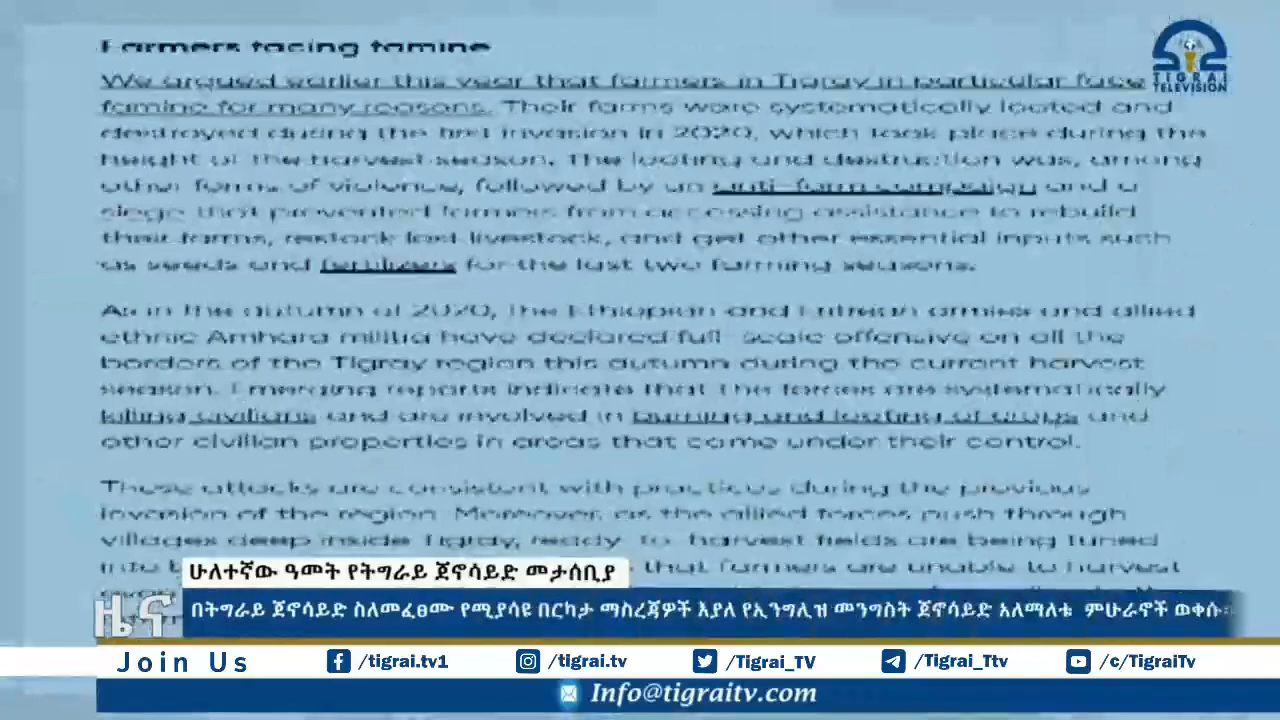 Farmers facing famine
TIGRAI
TELEVISION
We argued earlier this year that farmers in Tigray in particular face
famine for many reasons. Their farms were systematically looted and
destroyed during the first invasion in 2020, which took place during the
height of the harvest season. The looting and destruction was, among
other forms of violence, followed by an anti-farm campaign and a
siege that prevented farmers from accessing assistance to rebuild
their farms, restock lost livestock, and get other essential inputs such
as seeds and fertilizers for the last two farming seasons.
As in the autumn of 2020, the Ethiopian and Eritrean armies and allied
ethnic Amhara militia have declared full-scale offensive on all the
borders of the Tigray region this autumn during the current harvest
season. Emerging reports indicate that the forces are systematically
killing civilians and are involved in burning and looting of crops and
other civilian properties in areas that came under their control.
These attacks are consistent with practices during the previous
invasion of the region. Moreover, as the allied forces push through
villages deep inside Tigray, ready-to-harvest fields are being turned
into that farmers are unable to harvest
ሁለተኛው ዓመት የትግራይ ጀኖሳይድ መታሰቢያ
ዜና
በትግራይ ጀኖሳይድ ስለመፈፀሙ የሚያሳዩ በርካታ ማስረጃዎች እያለ የኢንግሊዝ መንግስት ጀኖሳይድ አለማለቱ ምሁራኖች ወቀሱ
Join Us /tigrai.tv1 /tigrai.tv /Tigrai_TV /Tigrai_Ttv /c/TigraiTv
Info@tigraitv.com